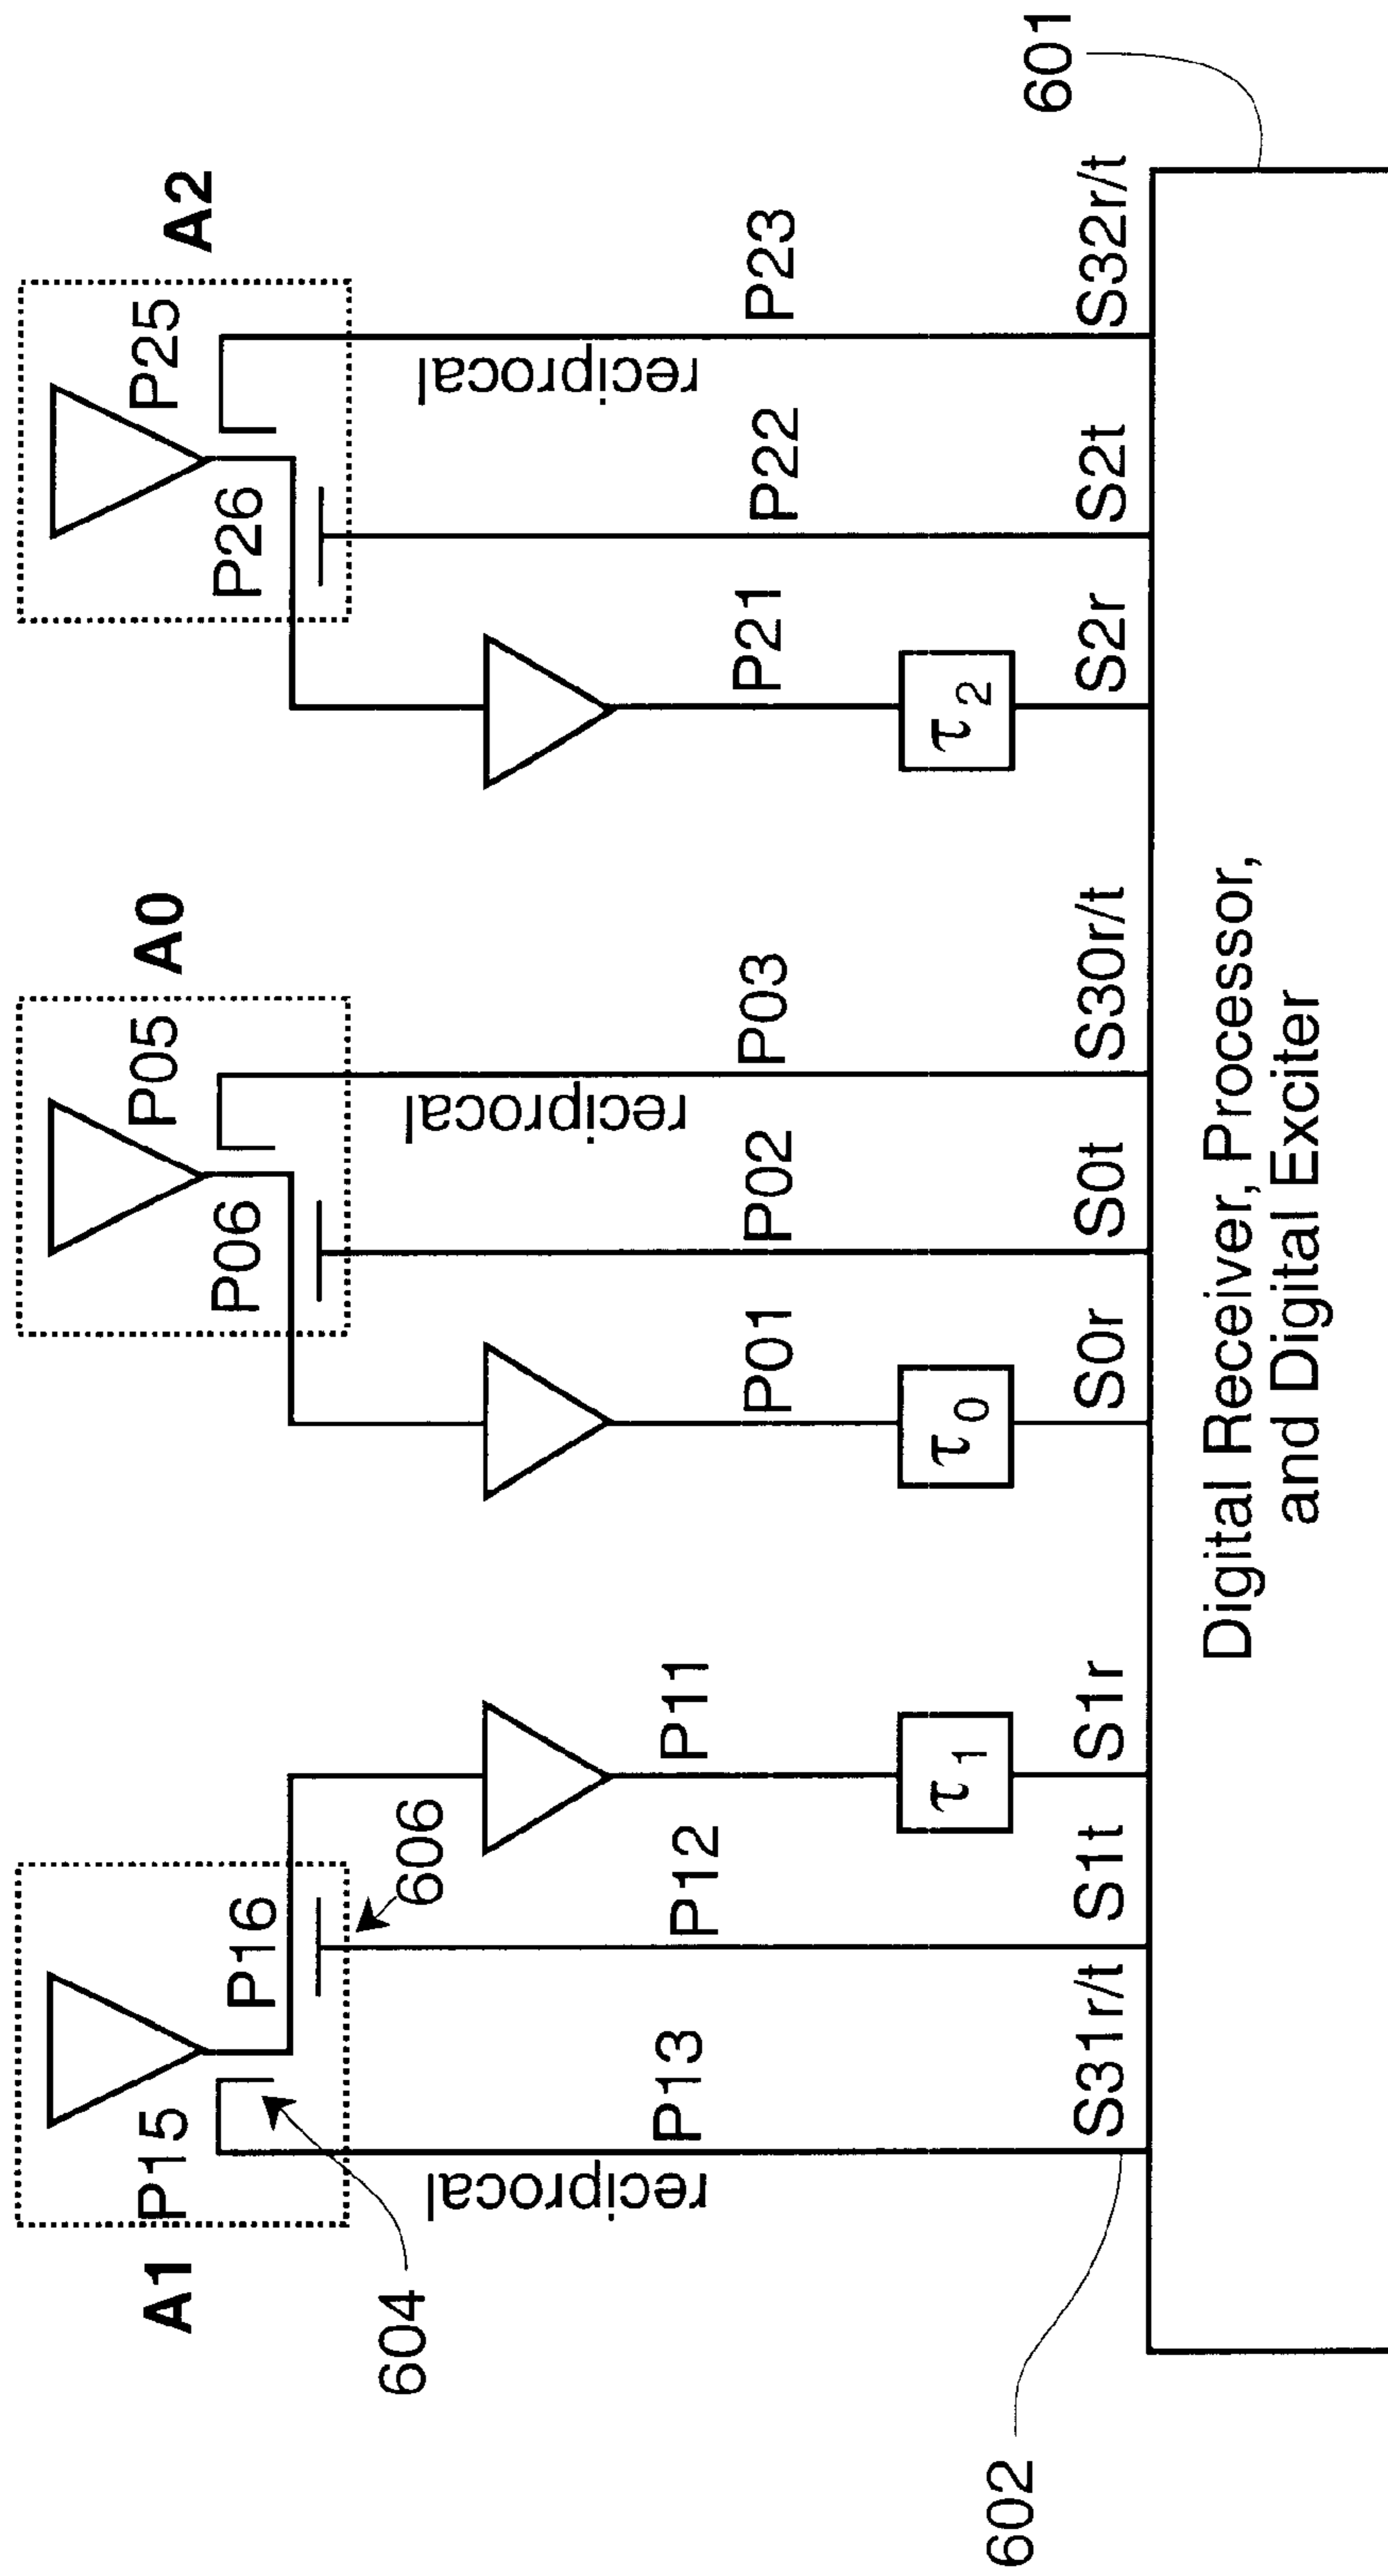 A1
A0
A2
P15
P05
P25
P16
P06
P26
604
606
P13
P12
P11
P01
P02
P03
P21
P22
P23
reciprocal
reciprocal
reciprocal
τ1
τ0
τ2
602
S31r/t
S1t
S1r
S0r
S0t
S30r/t
S2r
S2t
S32r/t
601
Digital Receiver, Processor,
and Digital Exciter